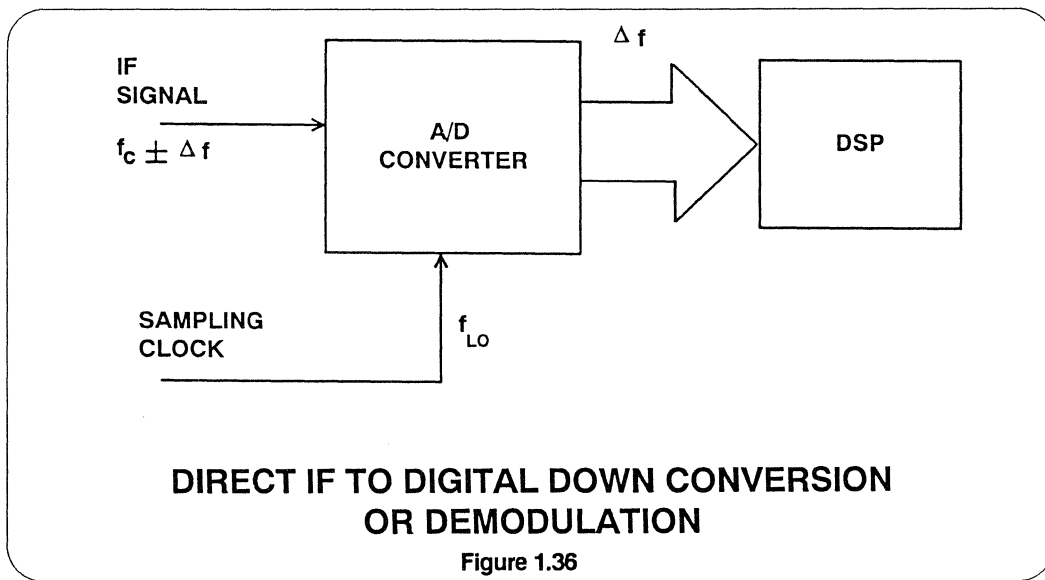 Δ f
IF
SIGNAL
f_C ± Δ f
A/D
CONVERTER
DSP
SAMPLING
CLOCK
f_LO
DIRECT IF TO DIGITAL DOWN CONVERSION
OR DEMODULATION
Figure 1.36